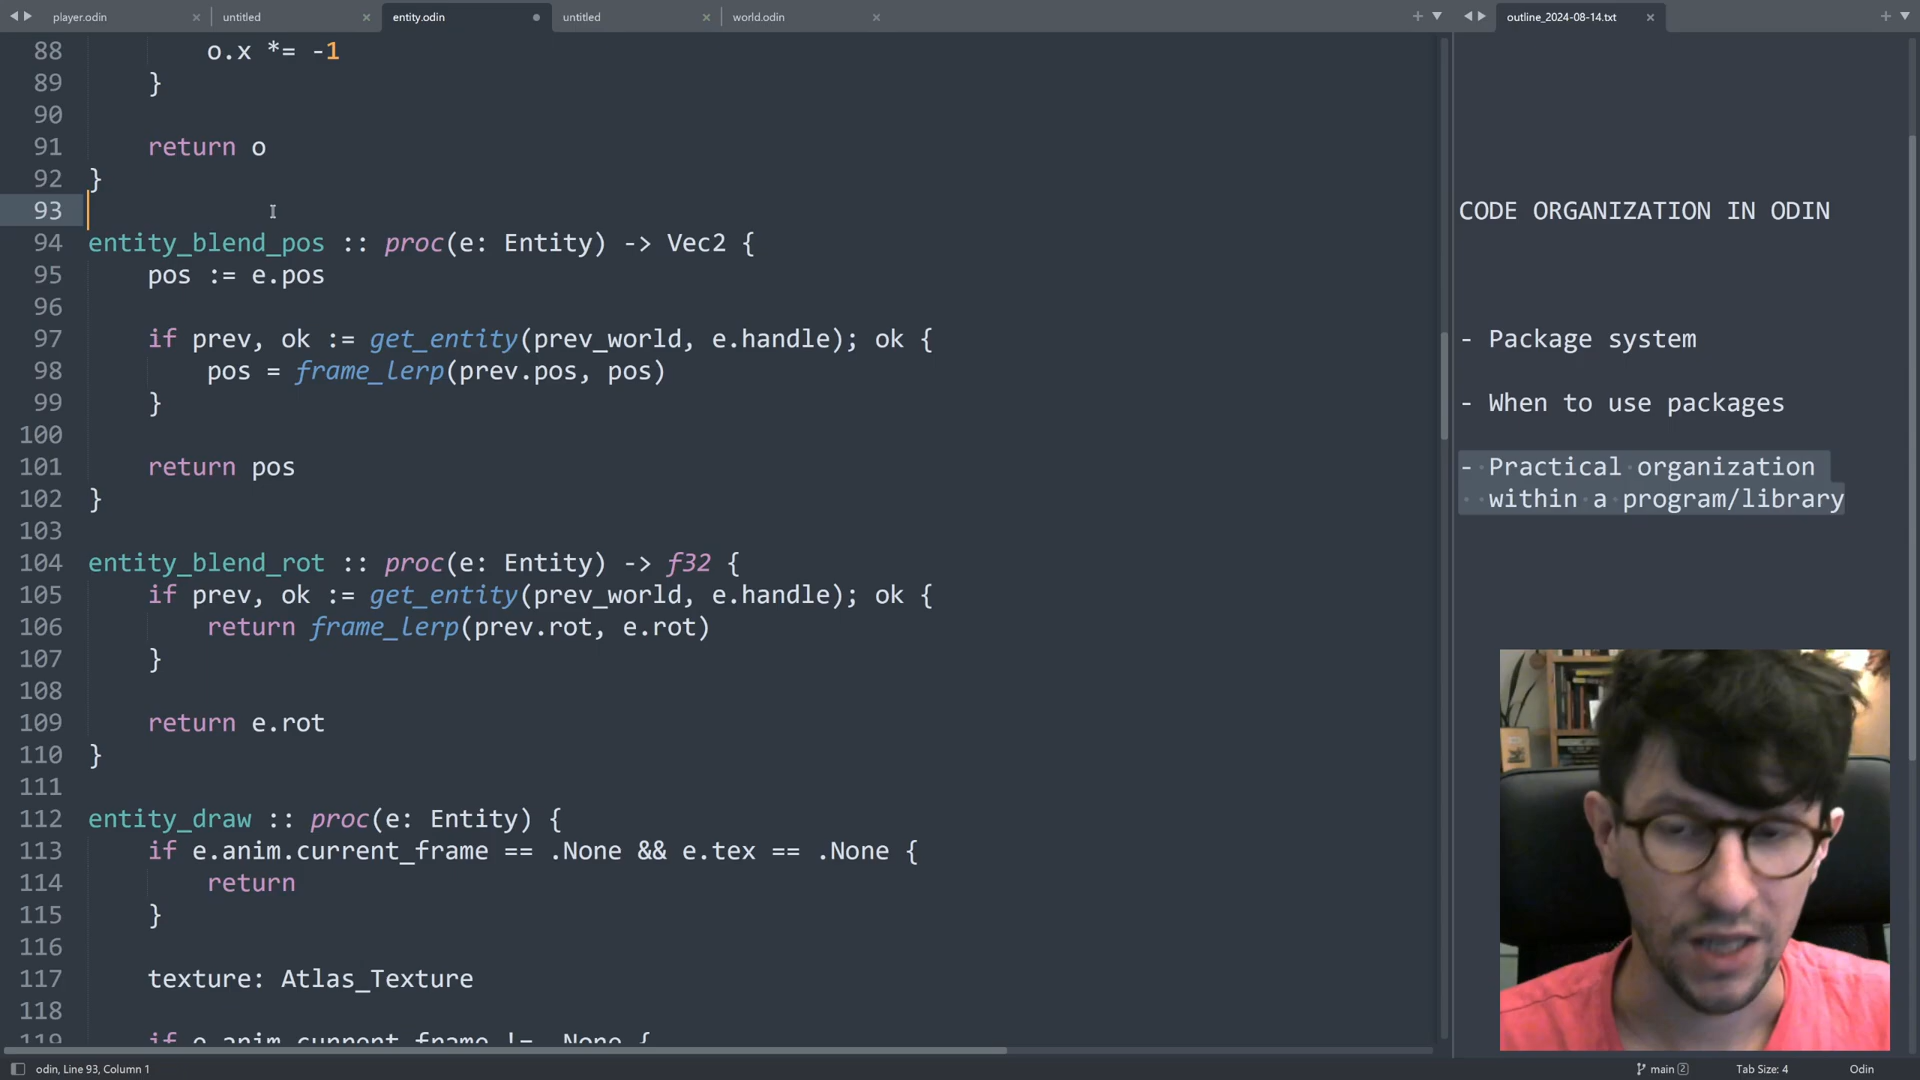 player.odin
untitled
entity.odin
untitled
world.odin
outline_2024-08-14.txt
88 o.x *= -1
89 }
90
91 return o
92 }
93
94 entity_blend_pos :: proc(e: Entity) -> Vec2 {
95 pos := e.pos
96
97 if prev, ok := get_entity(prev_world, e.handle); ok {
98 pos = frame_lerp(prev.pos, pos)
99 }
100
101 return pos
102 }
103
104 entity_blend_rot :: proc(e: Entity) -> f32 {
105 if prev, ok := get_entity(prev_world, e.handle); ok {
106 return frame_lerp(prev.rot, e.rot)
107 }
108
109 return e.rot
110 }
111
112 entity_draw :: proc(e: Entity) {
113 if e.anim.current_frame == .None && e.tex == .None {
114 return
115 }
116
117 texture: Atlas_Texture
118
119 if e.anim.current_frame != .None {
CODE ORGANIZATION IN ODIN
- Package system
- When to use packages
- Practical organization
within a program/library
odin, Line 93, Column 1
main 2
Tab Size: 4
Odin